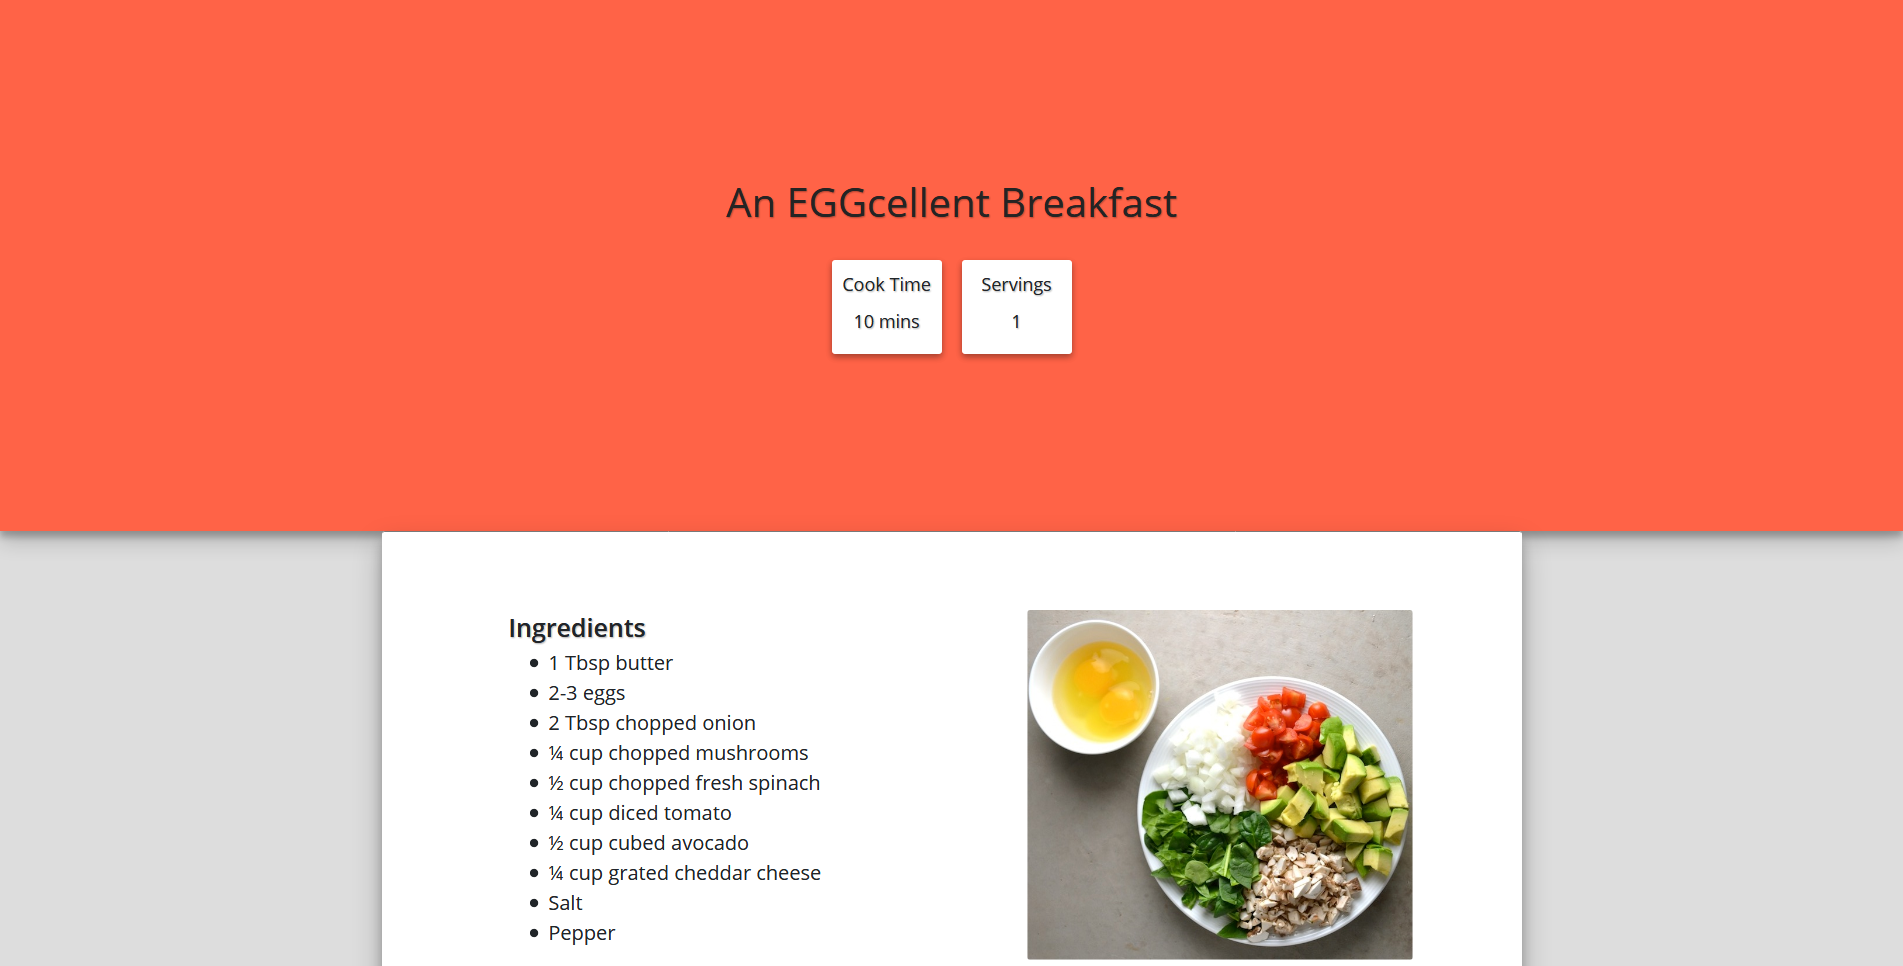 An EGGcellent Breakfast
Cook Time
10 mins
Servings
1
Ingredients
1 Tbsp butter
2-3 eggs
2 Tbsp chopped onion
¼ cup chopped mushrooms
½ cup chopped fresh spinach
¼ cup diced tomato
½ cup cubed avocado
¼ cup grated cheddar cheese
Salt
Pepper